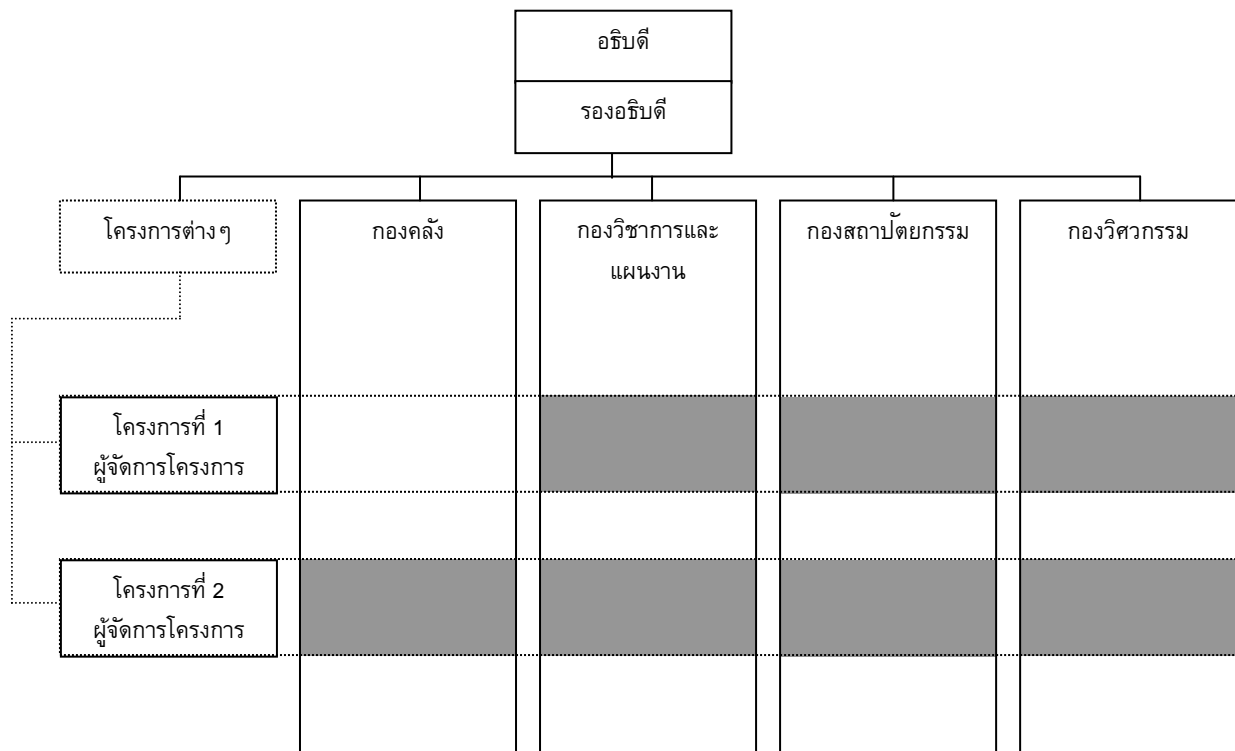 อธิบดี
รองอธิบดี
โครงการต่างๆ
กองคลัง
กองวิชาการและ
แผนงาน
กองสถาปัตยกรรม
กองวิศวกรรม
โครงการที่ 1
ผู้จัดการโครงการ
โครงการที่ 2
ผู้จัดการโครงการ